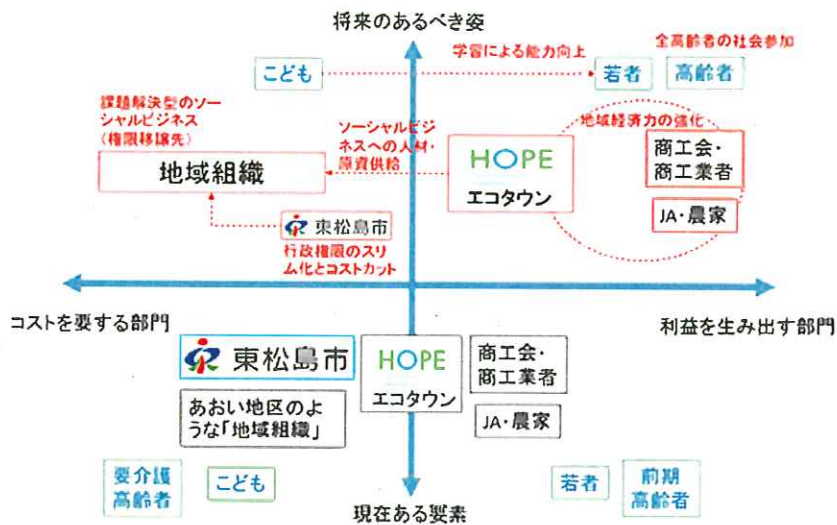 将来のあるべき姿
全高齢者の社会参加
学習による能力向上
こども
若者
高齢者
課題解決型のソー
シャルビジネス
(権限移譲先)
ソーシャルビジ
ネスへの人材・
原資供給
地域経済力の強化
地域組織
HOPE
エコタウン
商工会・
商工業者
JA・農家
東松島市
行政権限のスリ
ム化とコストカット
コストを要する部門
利益を生み出す部門
東松島市
HOPE
エコタウン
商工会・
商工業者
あおい地区のよ
うな「地域組織」
JA・農家
要介護
高齢者
こども
若者
前期
高齢者
現在ある要素